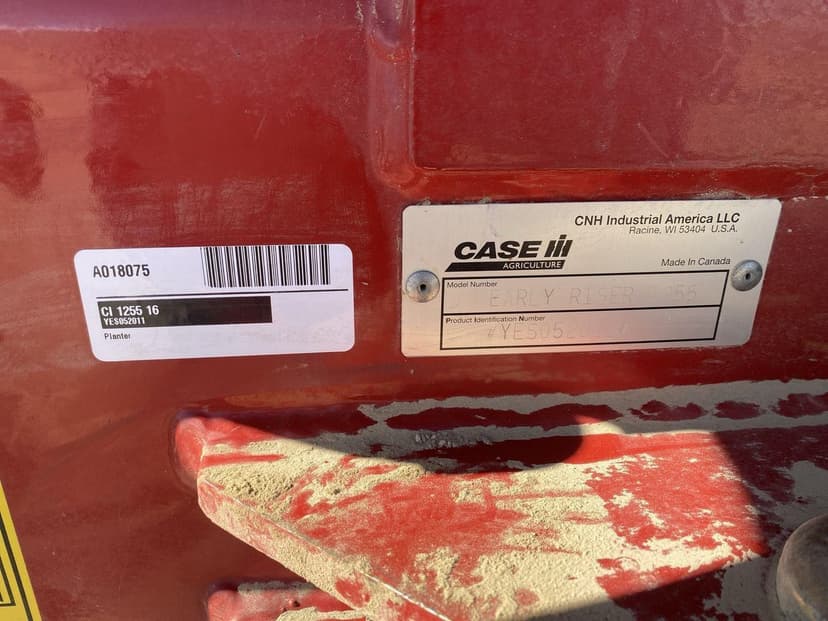 A018075
CI 1255 16
YES052011
Planter
CNH Industrial America LLC
Racine, WI 53404 U.S.A.
CASE IH
AGRICULTURE
Made in Canada
Model Number
EARLY RISER
Product Identification Number